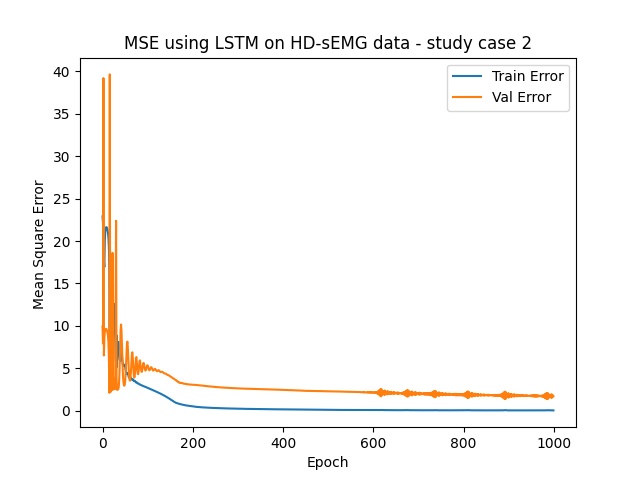 MSE using LSTM on HD-sEMG data - study case 2
Train Error
Val Error
40
35
30
25
20
15
10
5
0
Mean Square Error
0 200 400 600 800 1000
Epoch